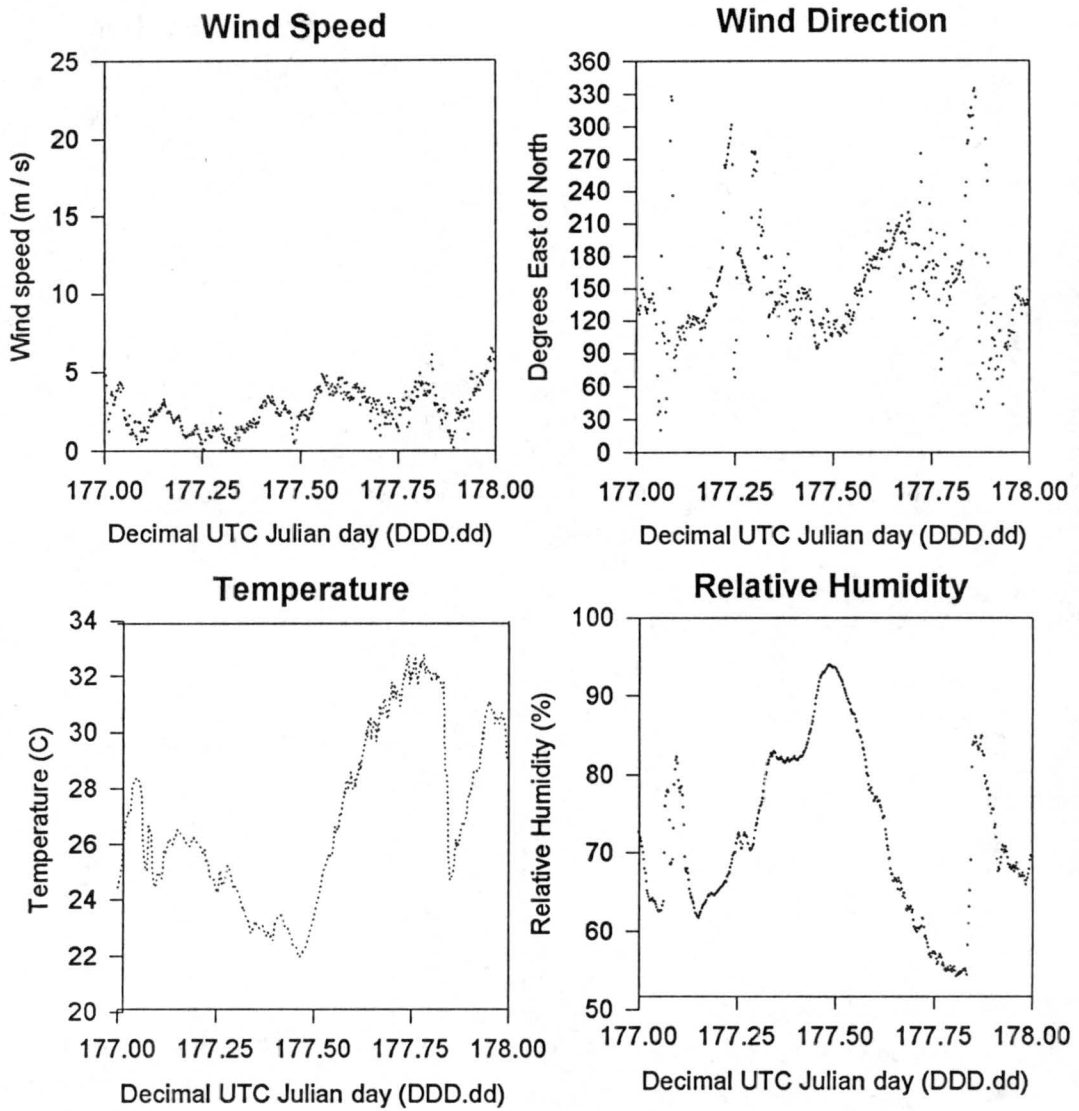 Wind Speed
25
20
15
10
5
0
Wind speed (m / s)
177.00 177.25 177.50 177.75 178.00
Decimal UTC Julian day (DDD.dd)
Wind Direction
360
330
300
270
240
210
180
150
120
90
60
30
0
Degrees East of North
177.00 177.25 177.50 177.75 178.00
Decimal UTC Julian day (DDD.dd)
Temperature
34
32
30
28
26
24
22
20
Temperature (C)
177.00 177.25 177.50 177.75 178.00
Decimal UTC Julian day (DDD.dd)
Relative Humidity
100
90
80
70
60
50
Relative Humidity (%)
177.00 177.25 177.50 177.75 178.00
Decimal UTC Julian day (DDD.dd)